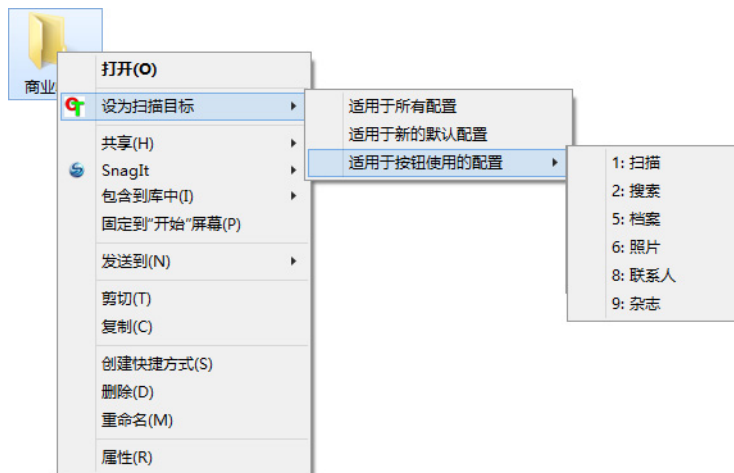 商业
打开(O)
设为扫描目标
共享(H)
SnagIt
包含到库中(I)
固定到"开始"屏幕(P)
发送到(N)
剪切(T)
复制(C)
创建快捷方式(S)
删除(D)
重命名(M)
属性(R)
适用于所有配置
适用于新的默认配置
适用于按钮使用的配置
1: 扫描
2: 搜素
5: 档案
6: 照片
8: 联系人
9: 杂志